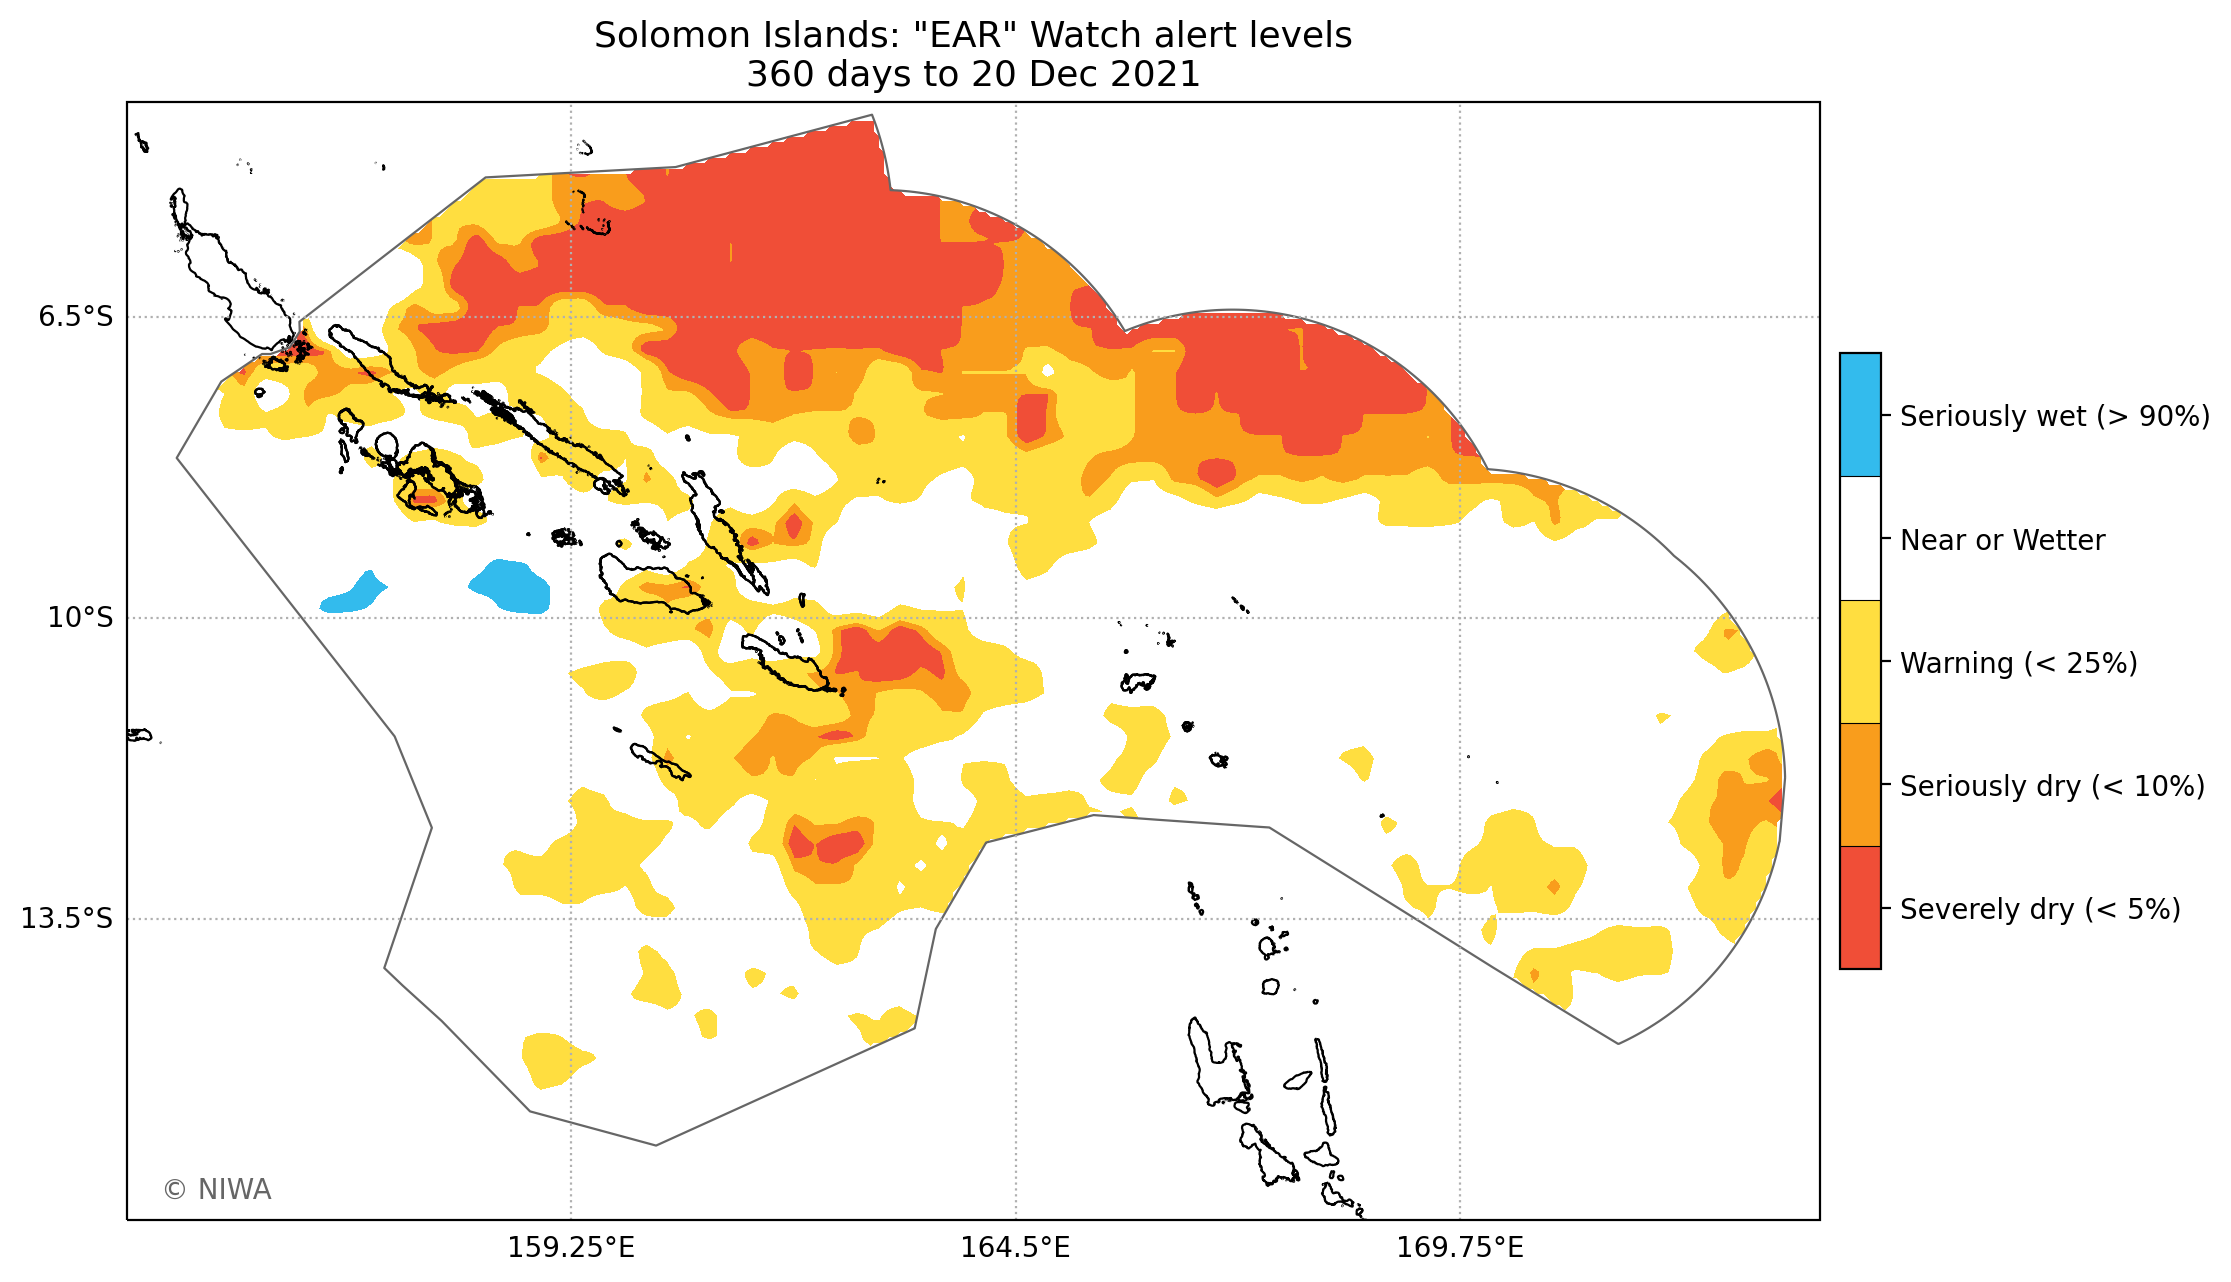 Solomon Islands: "EAR" Watch alert levels
360 days to 20 Dec 2021
6.5°S
10°S
13.5°S
159.25°E
164.5°E
169.75°E
Seriously wet (> 90%)
Near or Wetter
Warning (< 25%)
Seriously dry (< 10%)
Severely dry (< 5%)
© NIWA